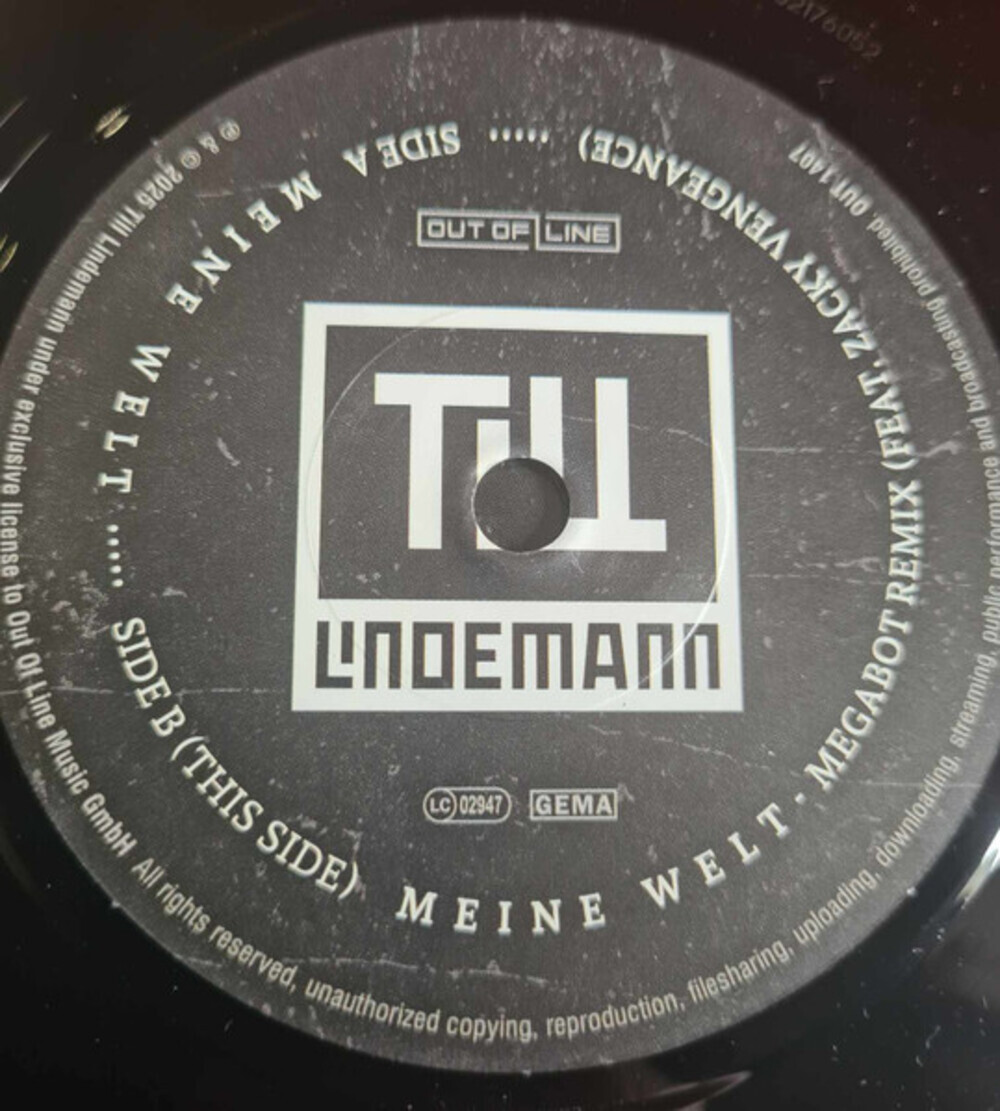 OUT OF LINE
TILL
LINDEMANN
LC 02947
GEMA
SIDE A MEINE WELT ..... SIDE B (THIS SIDE) MEINE WELT - MEGABOT REMIX (FEAT. ZACKY VENGEANCE) .....
℗ & © 2025 Till Lindemann under exclusive license to Out Of Line Music GmbH All rights reserved, unauthorized copying, reproduction, filesharing, uploading, downloading, streaming, public performance and broadcasting prohibited. OUT 1407